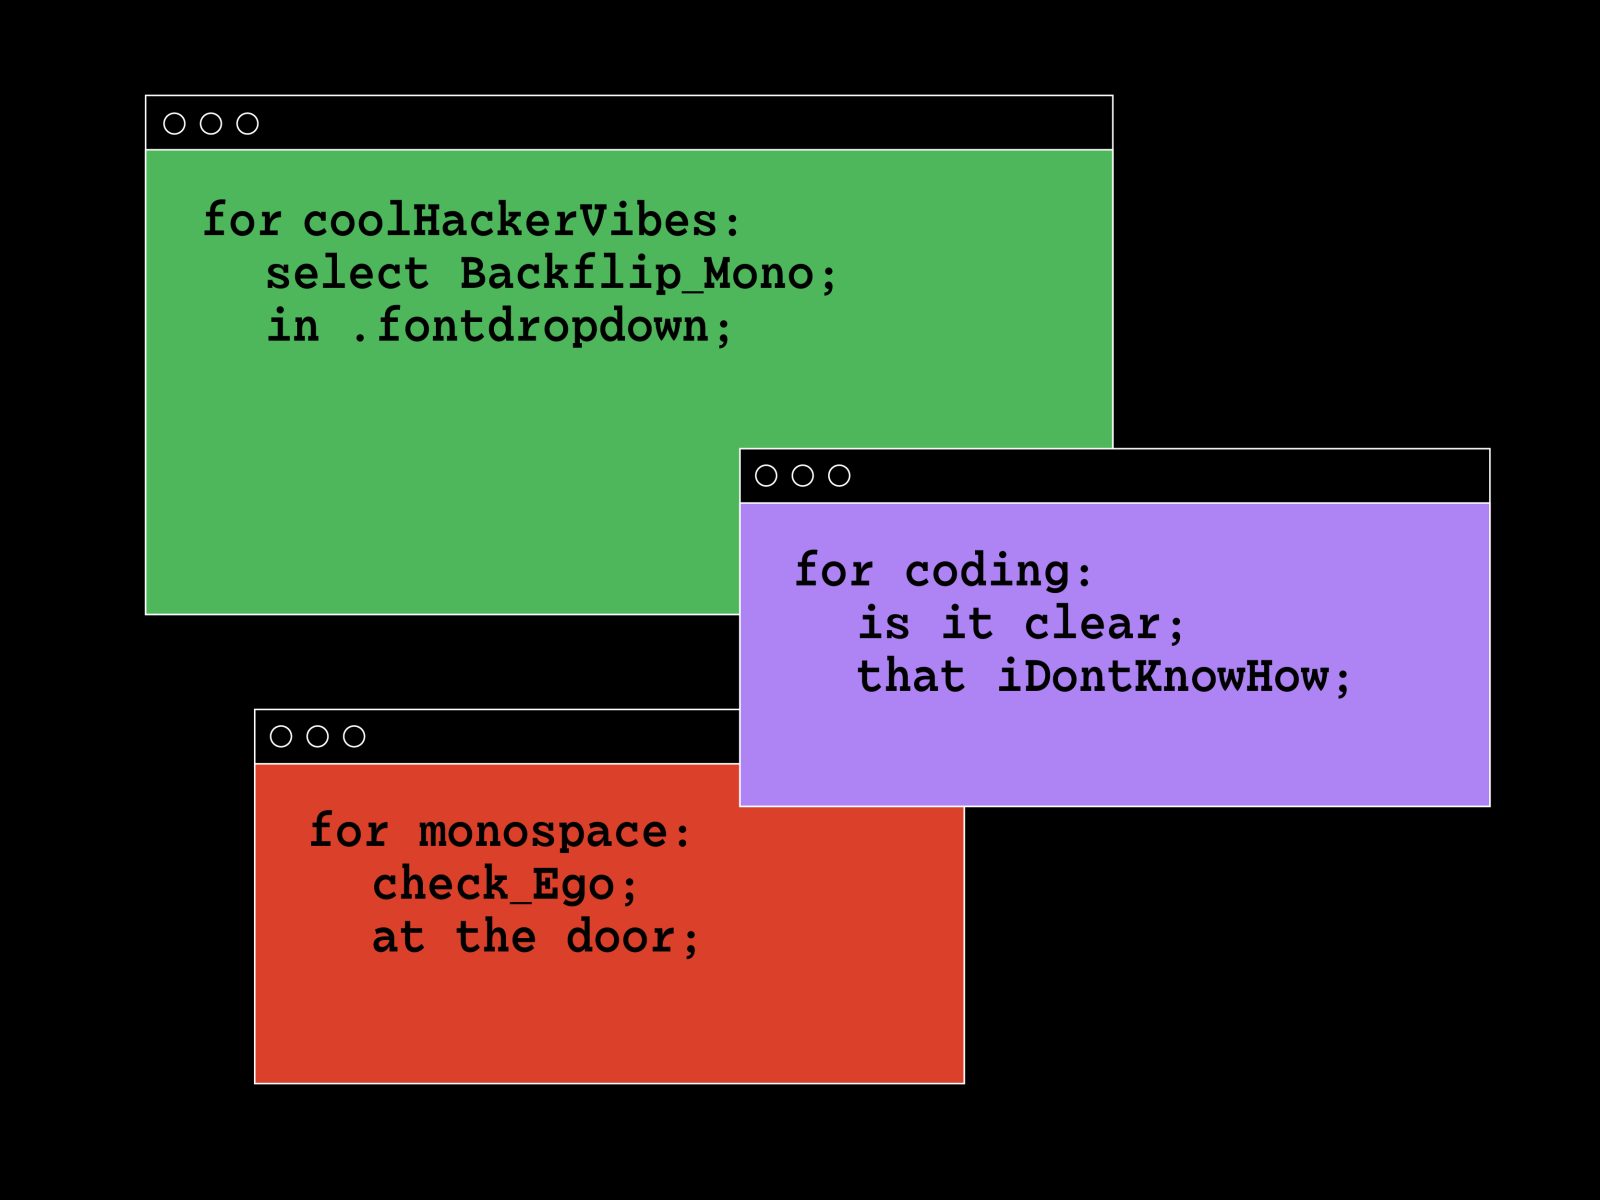 for coolHackerVibes:
select Backflip_Mono;
in .fontdropdown;
for coding:
is it clear;
that iDontKnowHow;
for monospace:
check_Ego;
at the door;